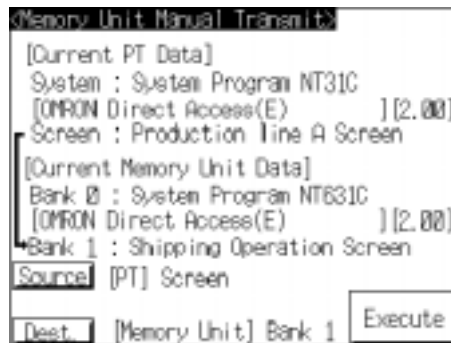 <Memory Unit Manual Transmit>
[Current PT Data]
System : System Program NT31C
[OMRON Direct Access(E) ][2.00]
Screen : Production line A Screen
[Current Memory Unit Data]
Bank 0 : System Program NT631C
[OMRON Direct Access(E) ][2.00]
Bank 1 : Shipping Operation Screen
Source [PT] Screen
Execute
Dest. [Memory Unit] Bank 1